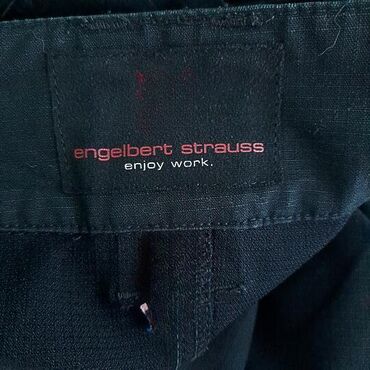 engelbert strauss
enjoy work.